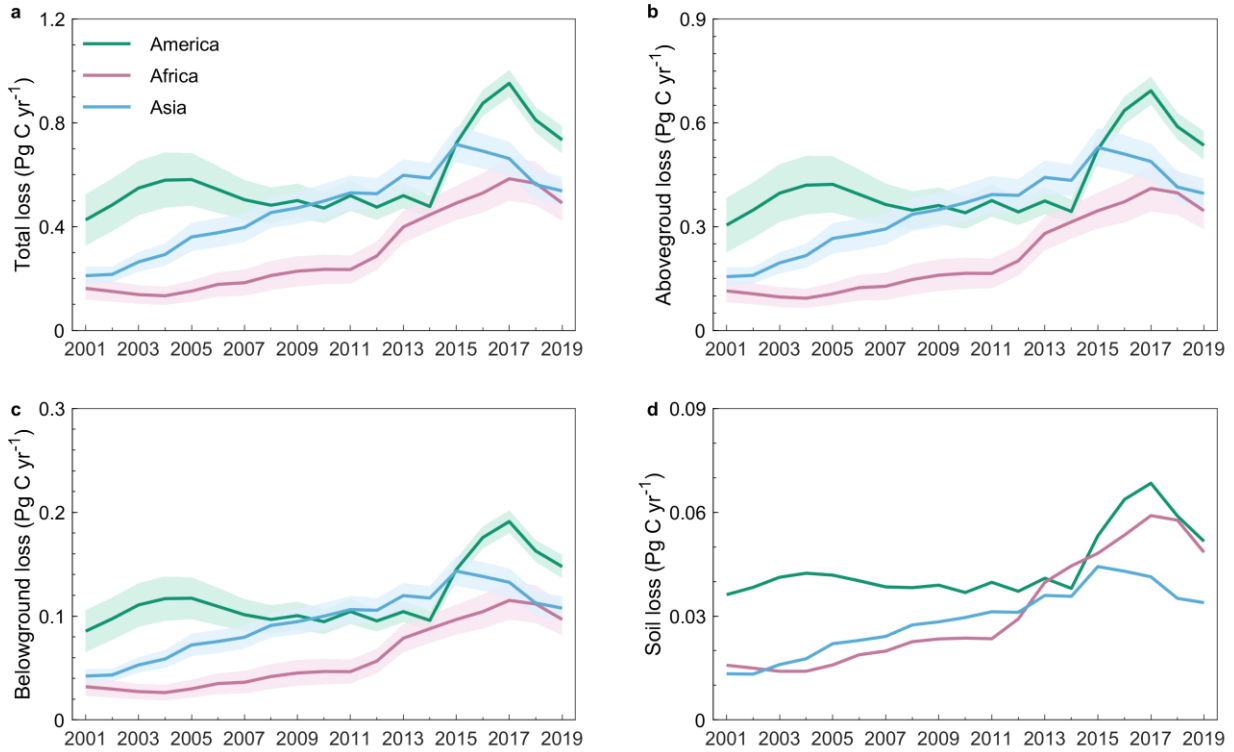 a
1.2
0.8
0.4
0
Total loss (Pg C yr⁻¹)
America
Africa
Asia
2001 2003 2005 2007 2009 2011 2013 2015 2017 2019
b
0.9
0.6
0.3
0
Abovegroud loss (Pg C yr⁻¹)
2001 2003 2005 2007 2009 2011 2013 2015 2017 2019
c
0.3
0.2
0.1
0
Belowground loss (Pg C yr⁻¹)
2001 2003 2005 2007 2009 2011 2013 2015 2017 2019
d
0.09
0.06
0.03
0
Soil loss (Pg C yr⁻¹)
2001 2003 2005 2007 2009 2011 2013 2015 2017 2019